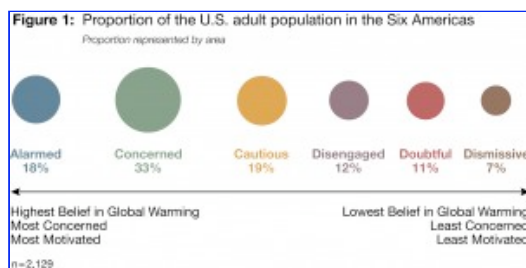 Figure 1: Proportion of the U.S. adult population in the Six Americas
Proportion represented by area
Alarmed Concerned Cautious Disengaged Doubtful Dismissive
18% 33% 19% 12% 11% 7%
Highest Belief in Global Warming Lowest Belief in Global Warming
Most Concerned Least Concerned
Most Motivated Least Motivated
n=2,129